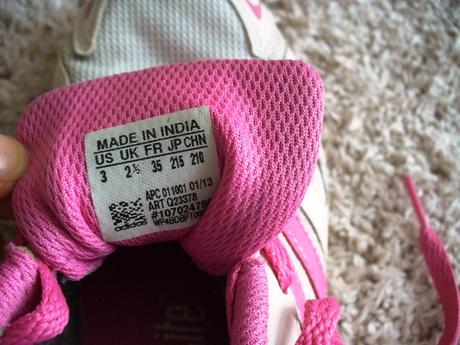 MADE IN INDIA
US UK FR JP CHN
3 2½ 35 215 210
APC 011001 01/13
ART Q23378